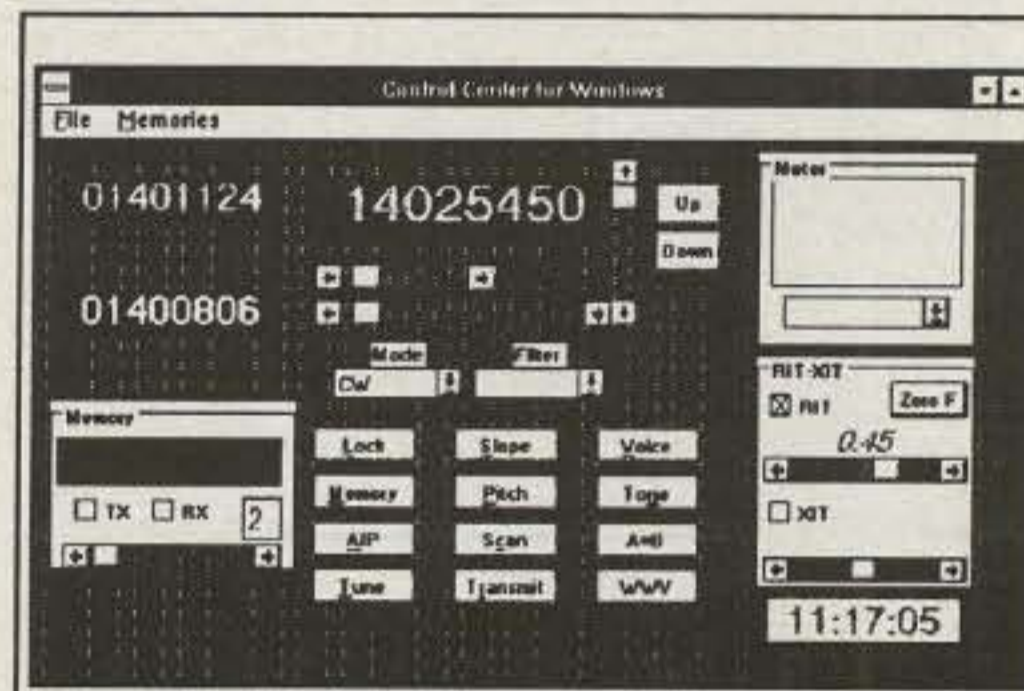 Control Center for Windows
File Memories
01401124
14025450
Up
Down
01400806
Mode
Filter
CW
Meter
RIT-XIT
RIT
Zero F
0.45
XIT
11:17:05
Memory
TX RX 2
Lock Slope Voice
Memory Pitch Tone
AIP Scan A=B
Tune Transmit WWV